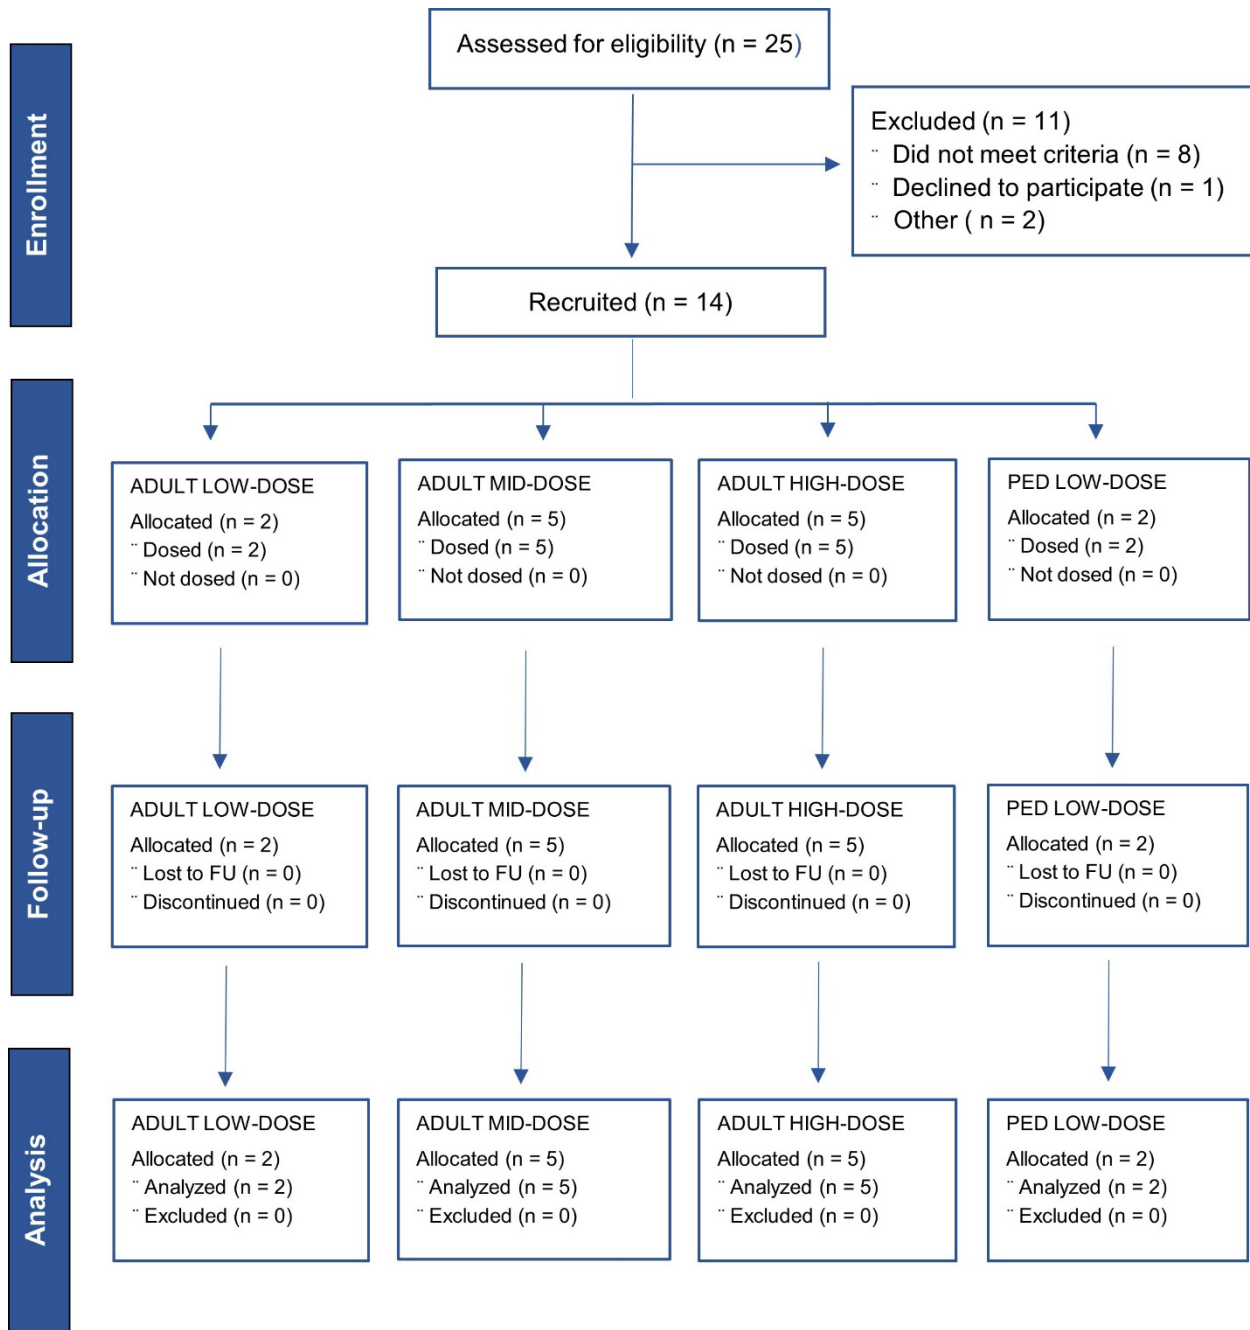 Enrollment
Assessed for eligibility (n = 25)
Excluded (n = 11)
¨ Did not meet criteria (n = 8)
¨ Declined to participate (n = 1)
¨ Other ( n = 2)
Recruited (n = 14)
Allocation
ADULT LOW-DOSE
Allocated (n = 2)
¨ Dosed (n = 2)
¨ Not dosed (n = 0)
ADULT MID-DOSE
Allocated (n = 5)
¨ Dosed (n = 5)
¨ Not dosed (n = 0)
ADULT HIGH-DOSE
Allocated (n = 5)
¨ Dosed (n = 5)
¨ Not dosed (n = 0)
PED LOW-DOSE
Allocated (n = 2)
¨ Dosed (n = 2)
¨ Not dosed (n = 0)
Follow-up
ADULT LOW-DOSE
Allocated (n = 2)
¨ Lost to FU (n = 0)
¨ Discontinued (n = 0)
ADULT MID-DOSE
Allocated (n = 5)
¨ Lost to FU (n = 0)
¨ Discontinued (n = 0)
ADULT HIGH-DOSE
Allocated (n = 5)
¨ Lost to FU (n = 0)
¨ Discontinued (n = 0)
PED LOW-DOSE
Allocated (n = 2)
¨ Lost to FU (n = 0)
¨ Discontinued (n = 0)
Analysis
ADULT LOW-DOSE
Allocated (n = 2)
¨ Analyzed (n = 2)
¨ Excluded (n = 0)
ADULT MID-DOSE
Allocated (n = 5)
¨ Analyzed (n = 5)
¨ Excluded (n = 0)
ADULT HIGH-DOSE
Allocated (n = 5)
¨ Analyzed (n = 5)
¨ Excluded (n = 0)
PED LOW-DOSE
Allocated (n = 2)
¨ Analyzed (n = 2)
¨ Excluded (n = 0)